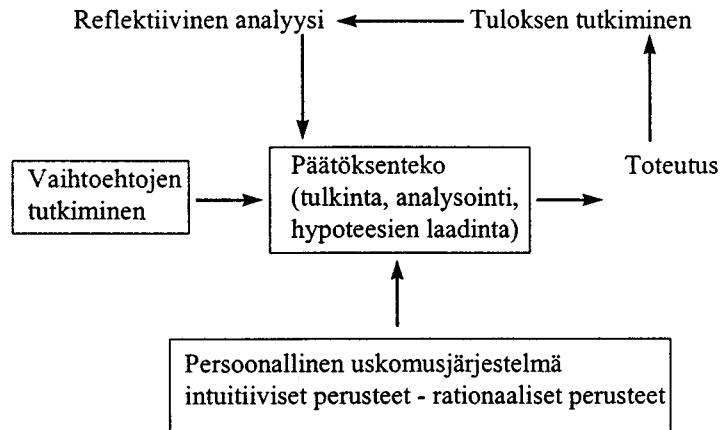 Reflektiivinen analyysi
Tuloksen tutkiminen
Vaihtoehtojen
tutkiminen
Päätöksenteko
(tulkinta, analysointi,
hypoteesien laadinta)
Toteutus
Persoonallinen uskomusjärjestelmä
intuitiiviset perusteet - rationaaliset perusteet